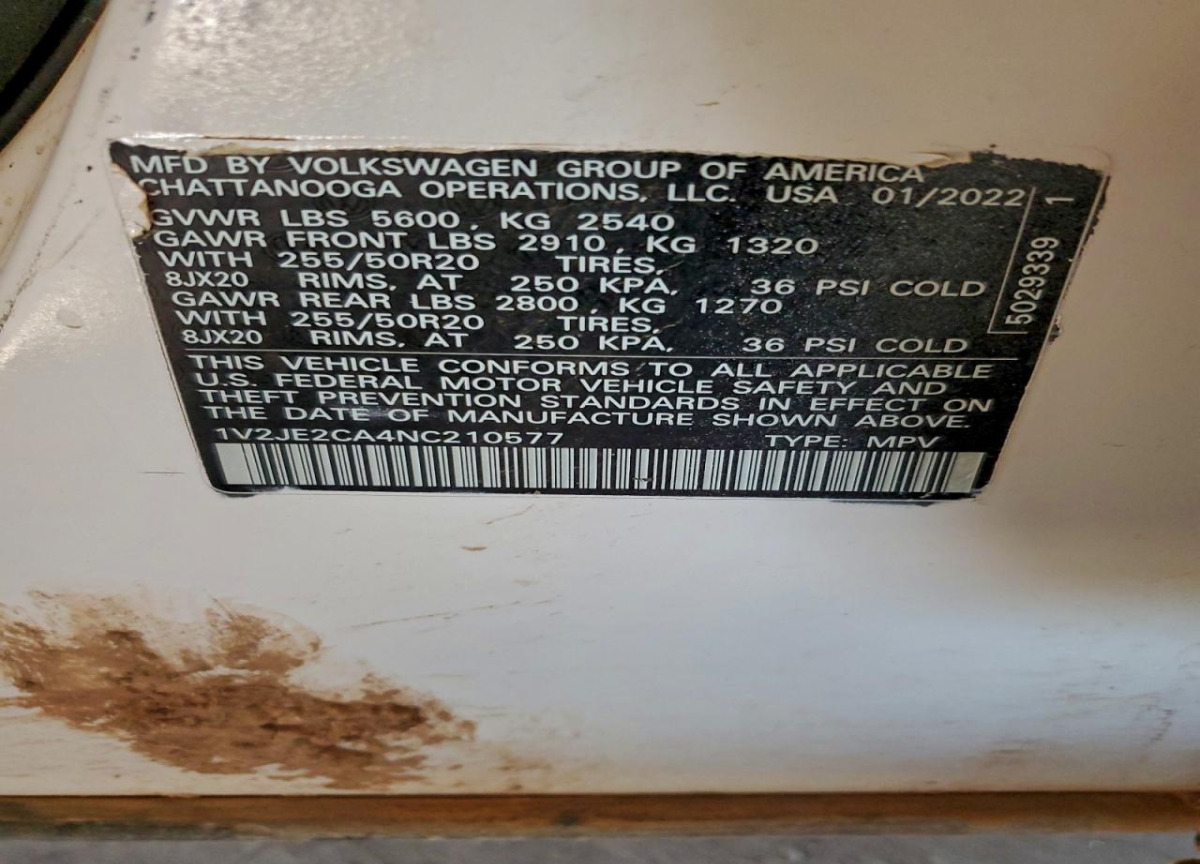 MFD BY VOLKSWAGEN GROUP OF AMERICA
CHATTANOOGA OPERATIONS, LLC. USA 01/2022
GVWR LBS 5600, KG 2540
GAWR FRONT LBS 2910, KG 1320
WITH 255/50R20 TIRES,
8JX20 RIMS, AT 250 KPA, 36 PSI COLD
GAWR REAR LBS 2800, KG 1270
WITH 255/50R20 TIRES,
8JX20 RIMS, AT 250 KPA, 36 PSI COLD
THIS VEHICLE CONFORMS TO ALL APPLICABLE
U.S. FEDERAL MOTOR VEHICLE SAFETY AND
THEFT PREVENTION STANDARDS IN EFFECT ON
THE DATE OF MANUFACTURE SHOWN ABOVE.
1V2JE2CA4NC210577 TYPE: MPV
5029339 1